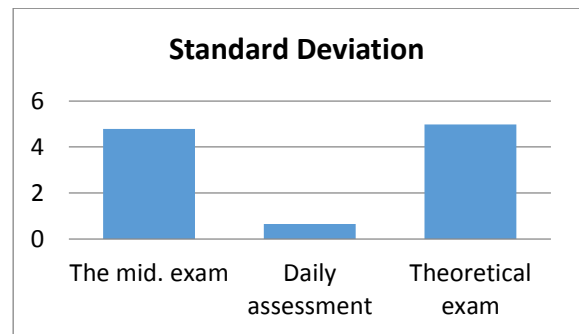 Standard Deviation
6
4
2
0
The mid. exam
Daily
assessment
Theoretical
exam